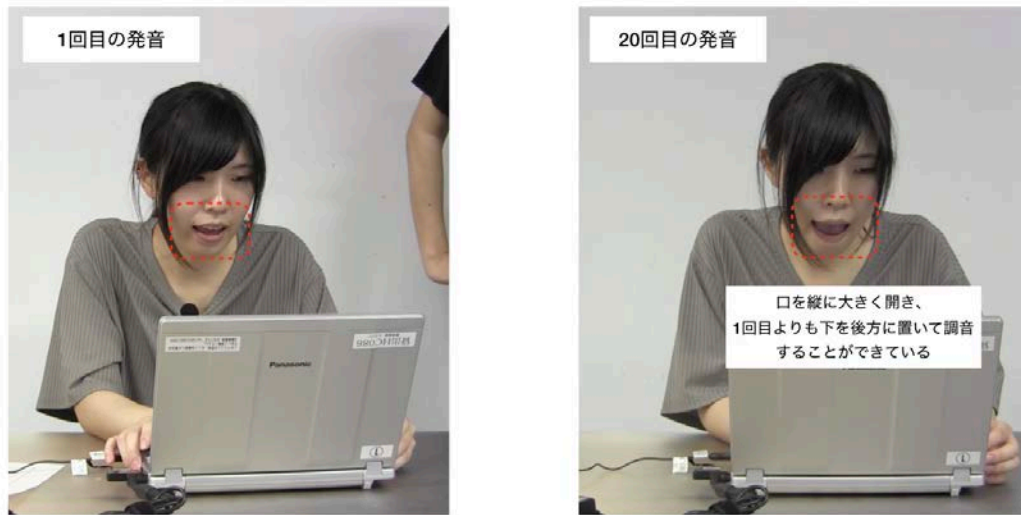 1回目の発音
20回目の発音
口を縦に大きく開き、
1回目よりも下を後方に置いて調音
することができている
Panasonic